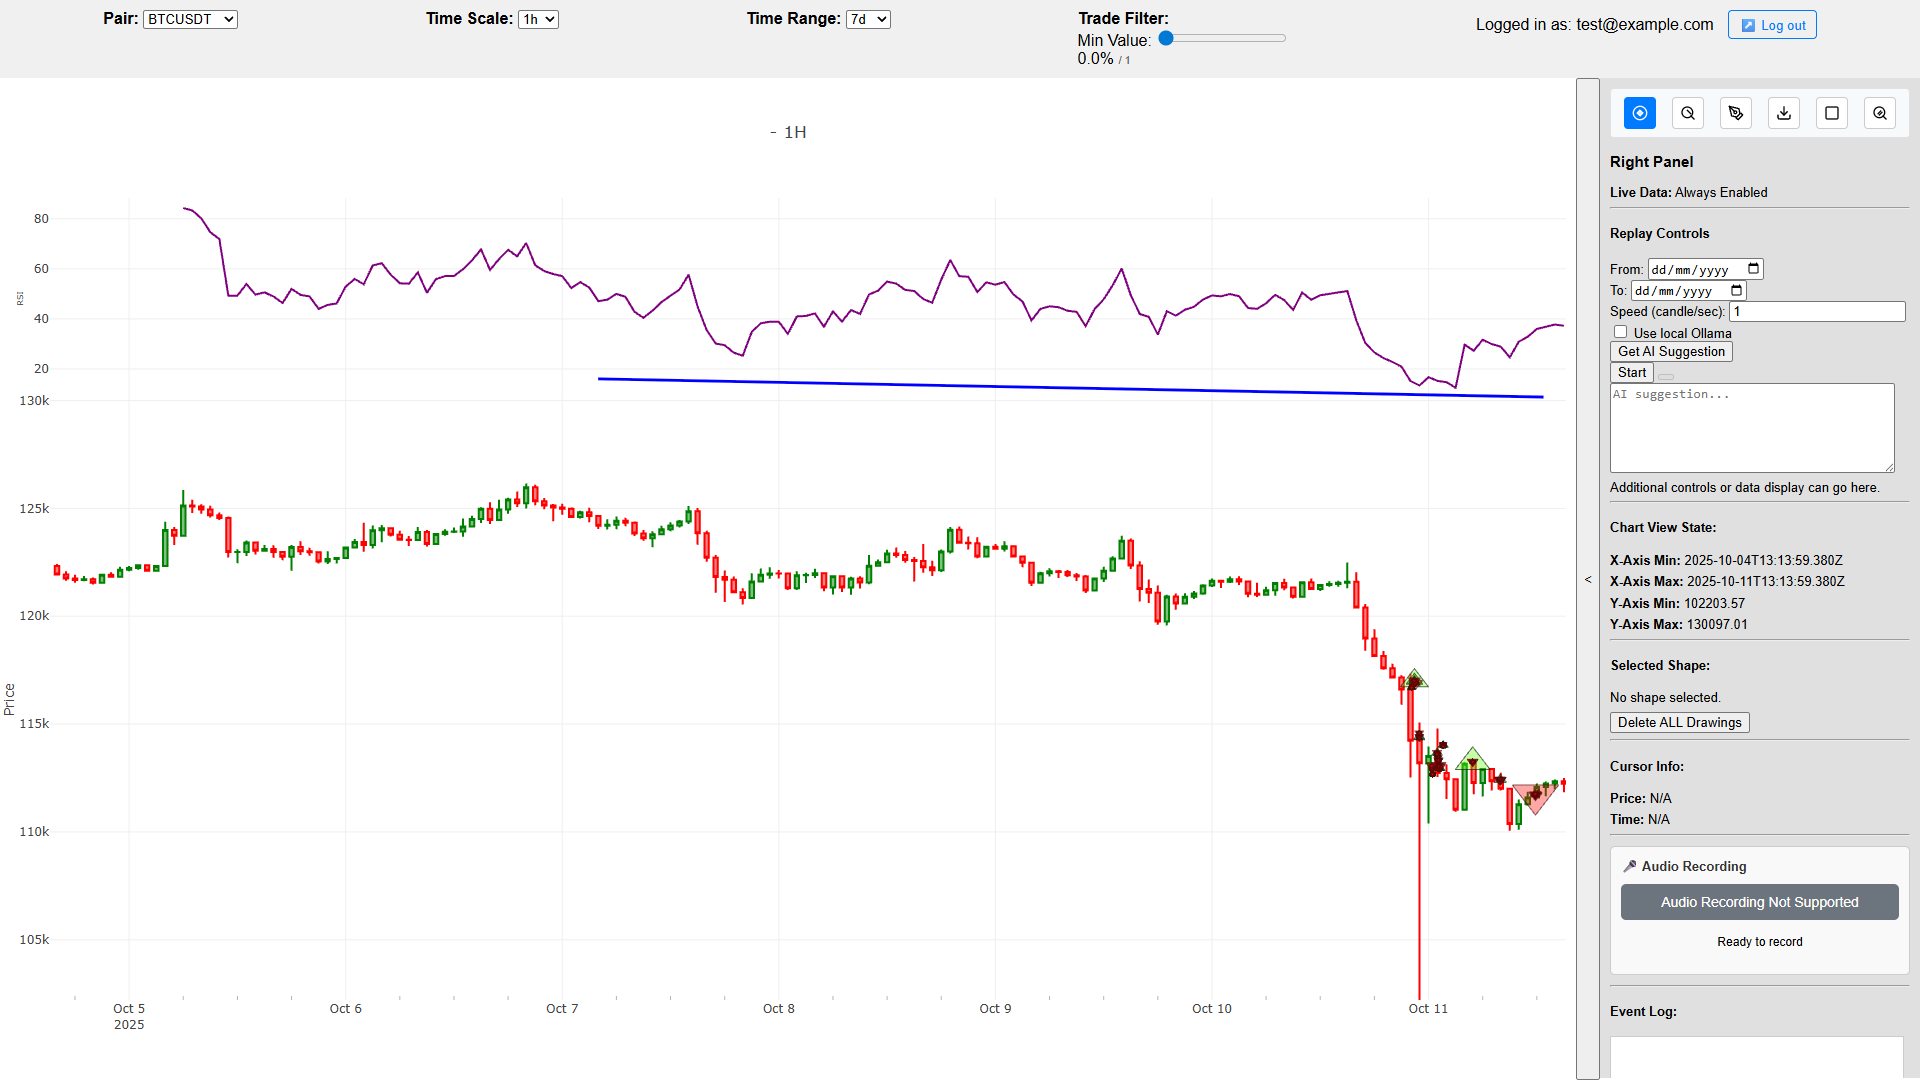 Pair: BTCUSDT
Time Scale: 1h
Time Range: 7d
Trade Filter:
Min Value:
0.0% / 1
Logged in as: test@example.com
Log out
- 1H
80
60
40
20
RSI
130k
125k
120k
115k
110k
105k
Price
Oct 5
2025
Oct 6
Oct 7
Oct 8
Oct 9
Oct 10
Oct 11
<
Right Panel
Live Data: Always Enabled
Replay Controls
From: dd/mm/yyyy
To: dd/mm/yyyy
Speed (candle/sec): 1
Use local Ollama
Get AI Suggestion
Start
AI suggestion...
Additional controls or data display can go here.
Chart View State:
X-Axis Min: 2025-10-04T13:13:59.380Z
X-Axis Max: 2025-10-11T13:13:59.380Z
Y-Axis Min: 102203.57
Y-Axis Max: 130097.01
Selected Shape:
No shape selected.
Delete ALL Drawings
Cursor Info:
Price: N/A
Time: N/A
Audio Recording
Audio Recording Not Supported
Ready to record
Event Log: